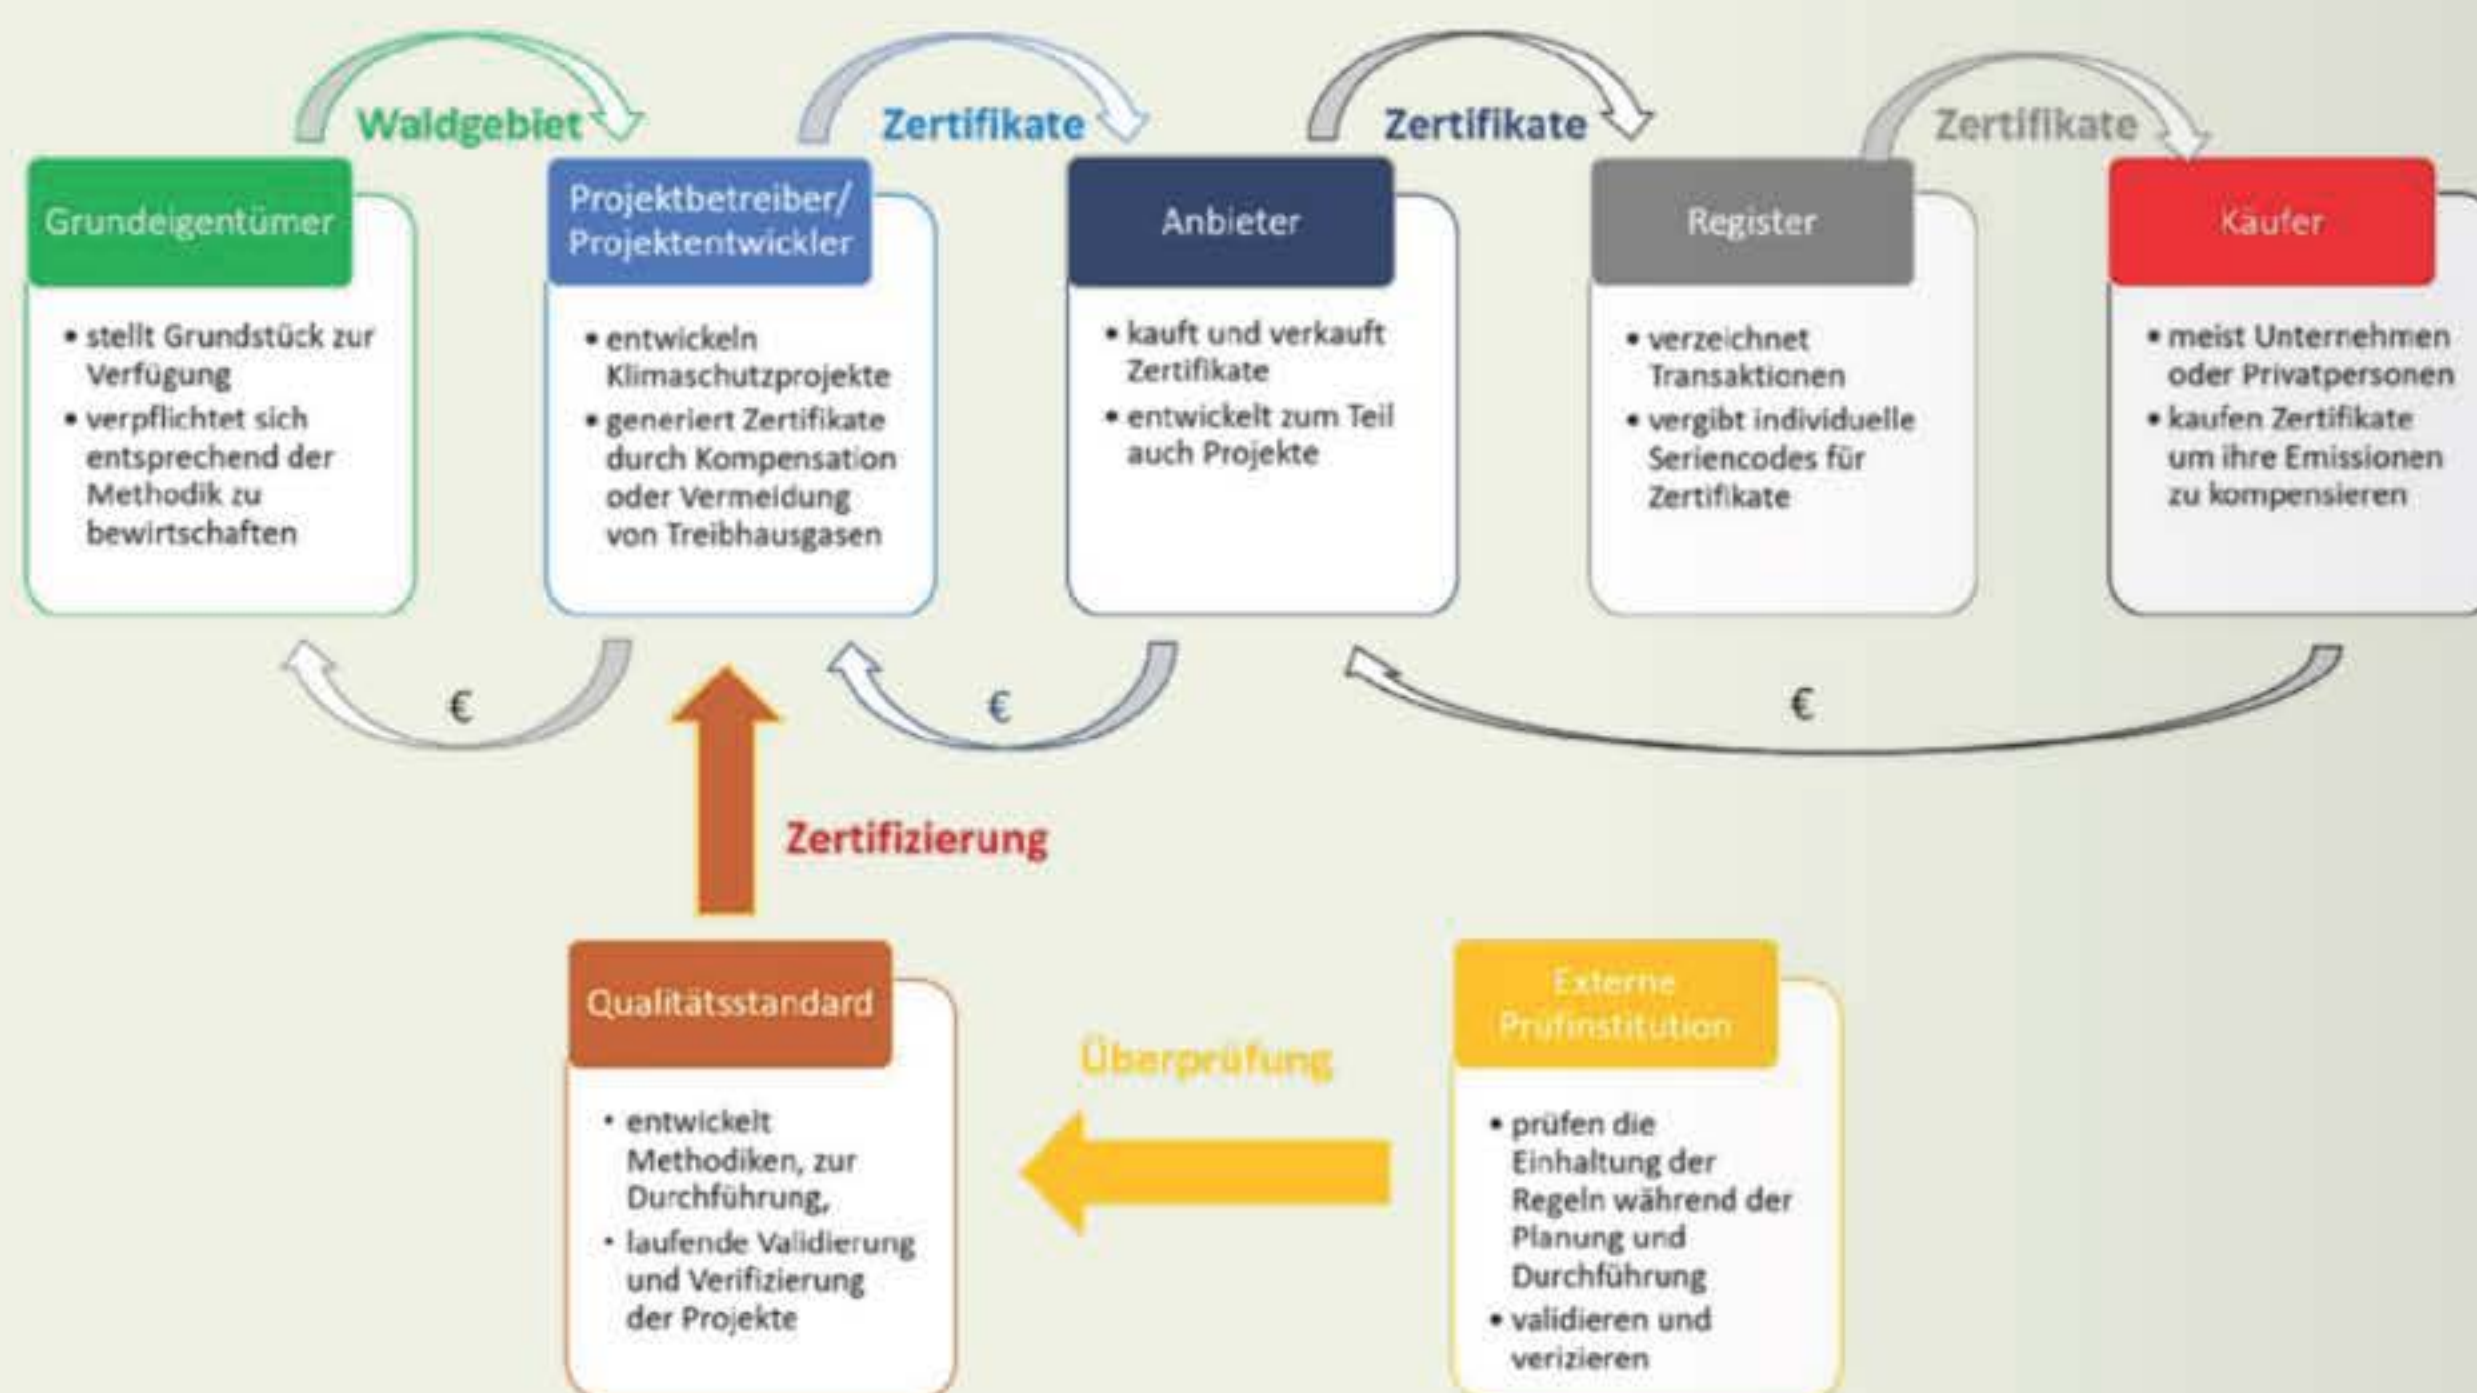 Waldgebiet
Zertifikate
Zertifikate
Zertifikate
Grundeigentümer
• stellt Grundstück zur
Verfügung
• verpflichtet sich
entsprechend der
Methodik zu
bewirtschaften
Projektbetreiber/
Projektentwickler
• entwickeln
Klimaschutzprojekte
• generiert Zertifikate
durch Kompensation
oder Vermeidung
von Treibhausgasen
Anbieter
• kauft und verkauft
Zertifikate
• entwickelt zum Teil
auch Projekte
Register
• verzeichnet
Transaktionen
• vergibt individuelle
Seriencodes für
Zertifikate
Käufer
• meist Unternehmen
oder Privatpersonen
• kaufen Zertifikate
um ihre Emissionen
zu kompensieren
€
€
€
Zertifizierung
Qualitätsstandard
• entwickelt
Methodiken, zur
Durchführung,
• laufende Validierung
und Verifizierung
der Projekte
Überprüfung
Externe
Prüfinstitution
• prüfen die
Einhaltung der
Regeln während der
Planung und
Durchführung
• validieren und
verizieren